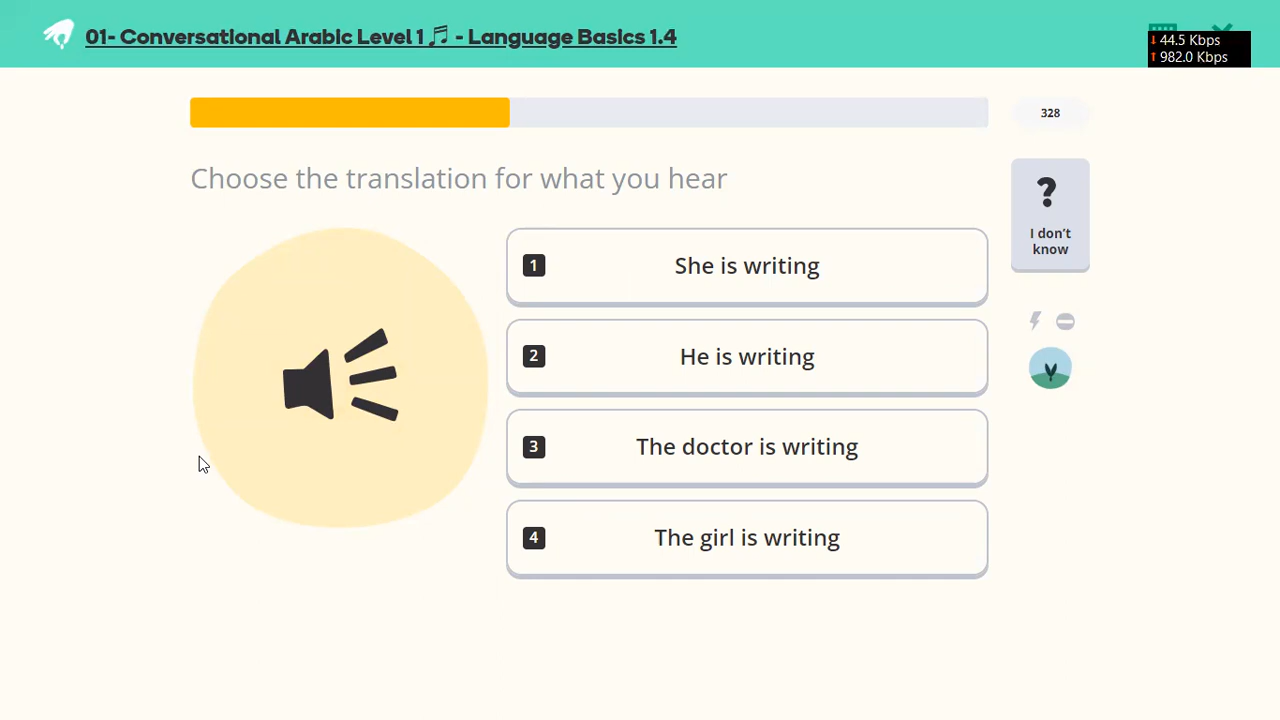 01- Conversational Arabic Level 1🎵 - Language Basics 1.4
↓ 44.5 Kbps
↑ 982.0 Kbps
328
Choose the translation for what you hear
?
I don't
know
1 She is writing
2 He is writing
3 The doctor is writing
4 The girl is writing